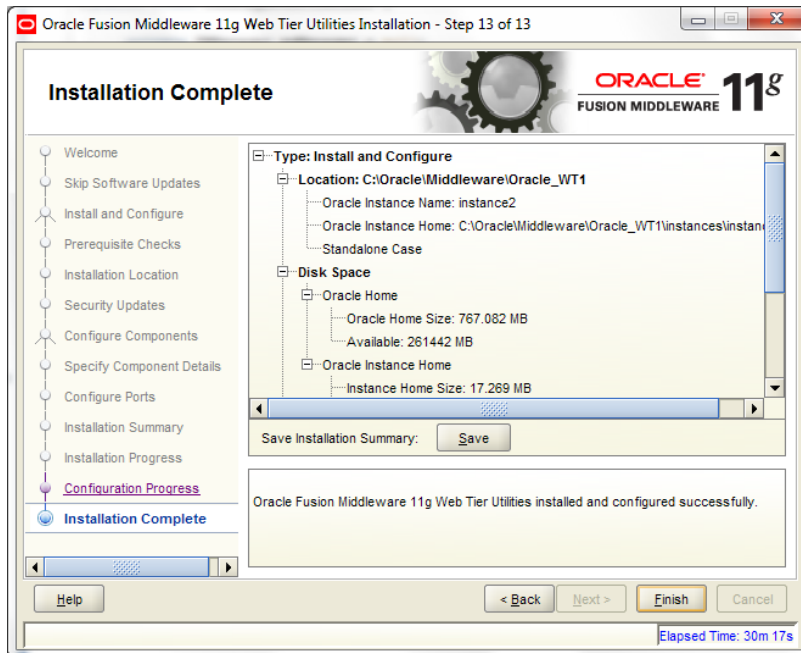 Oracle Fusion Middleware 11g Web Tier Utilities Installation - Step 13 of 13
Installation Complete
ORACLE
FUSION MIDDLEWARE
11g
Welcome
Skip Software Updates
Install and Configure
Prerequisite Checks
Installation Location
Security Updates
Configure Components
Specify Component Details
Configure Ports
Installation Summary
Installation Progress
Configuration Progress
Installation Complete
Type: Install and Configure
Location: C:\Oracle\Middleware\Oracle_WT1
Oracle Instance Name: instance2
Oracle Instance Home: C:\Oracle\Middleware\Oracle_WT1\instances\instan
Standalone Case
Disk Space
Oracle Home
Oracle Home Size: 767.082 MB
Available: 261442 MB
Oracle Instance Home
Instance Home Size: 17.269 MB
Save Installation Summary: Save
Oracle Fusion Middleware 11g Web Tier Utilities installed and configured successfully.
Help < Back Next > Finish Cancel
Elapsed Time: 30m 17s